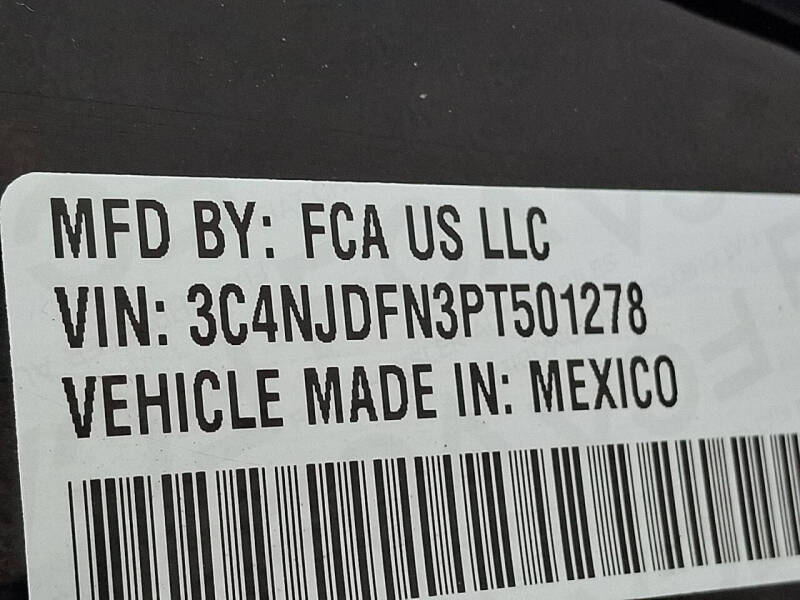 MFD BY: FCA US LLC
VIN: 3C4NJDFN3PT501278
VEHICLE MADE IN: MEXICO